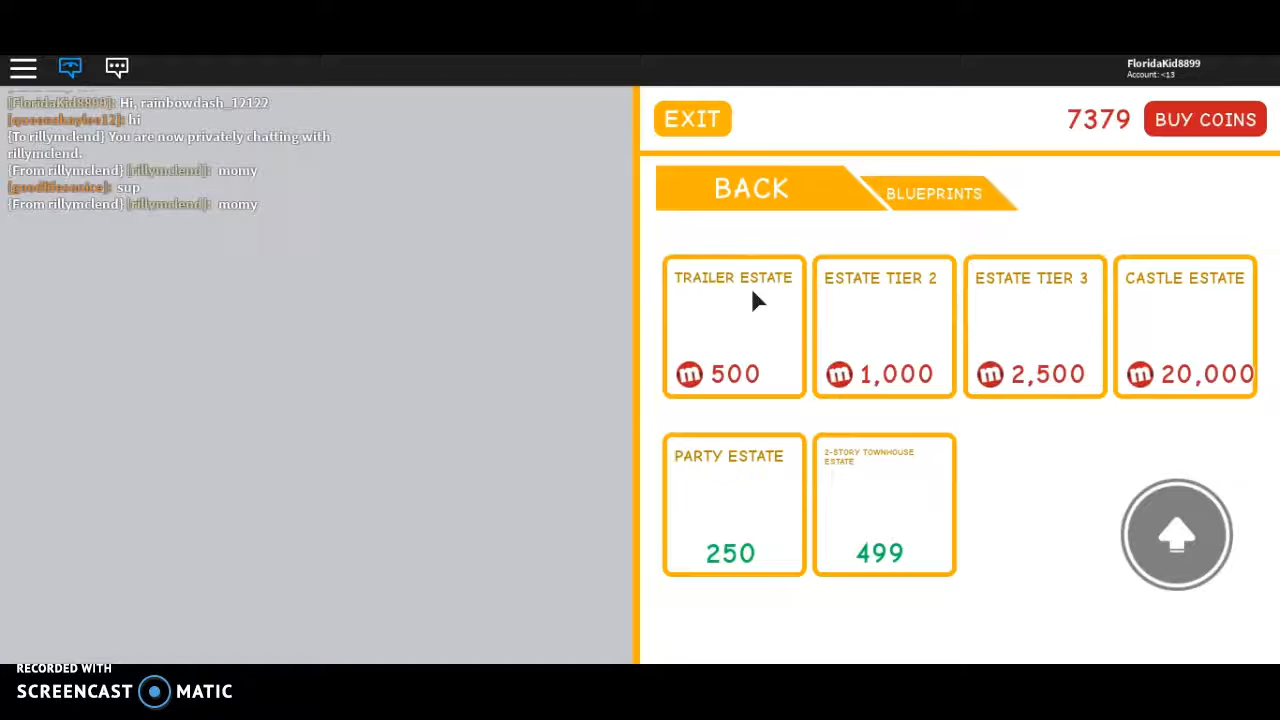 FloridaKid8899
Account: <13
[FloridaKid8899]: Hi, rainbowdash_12122
hi
{To rillymclend} You are now privately chatting with
rillymclend.
{From rillymclend} [rillymclend]: momy
sup
{From rillymclend} [rillymclend]: momy
EXIT
7379 BUY COINS
BACK BLUEPRINTS
TRAILER ESTATE
m 500
ESTATE TIER 2
m 1,000
ESTATE TIER 3
m 2,500
CASTLE ESTATE
m 20,000
PARTY ESTATE
250
2-STORY TOWNHOUSE
ESTATE
499
RECORDED WITH
SCREENCAST MATIC